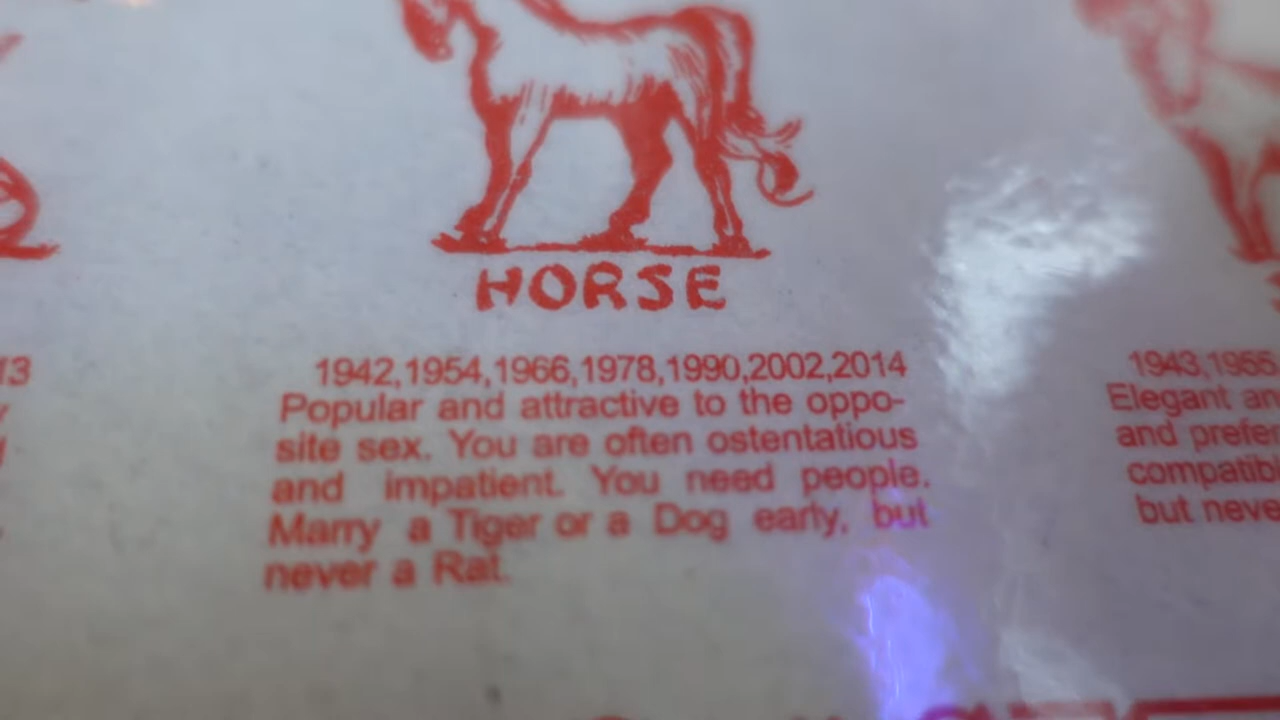 HORSE
1942,1954,1966,1978,1990,2002,2014
Popular and attractive to the oppo-
site sex. You are often ostentatious
and impatient. You need people.
Marry a Tiger or a Dog early, but
never a Rat.
13
1943,1955,
Elegant an
and prefer
compatibl
but neve